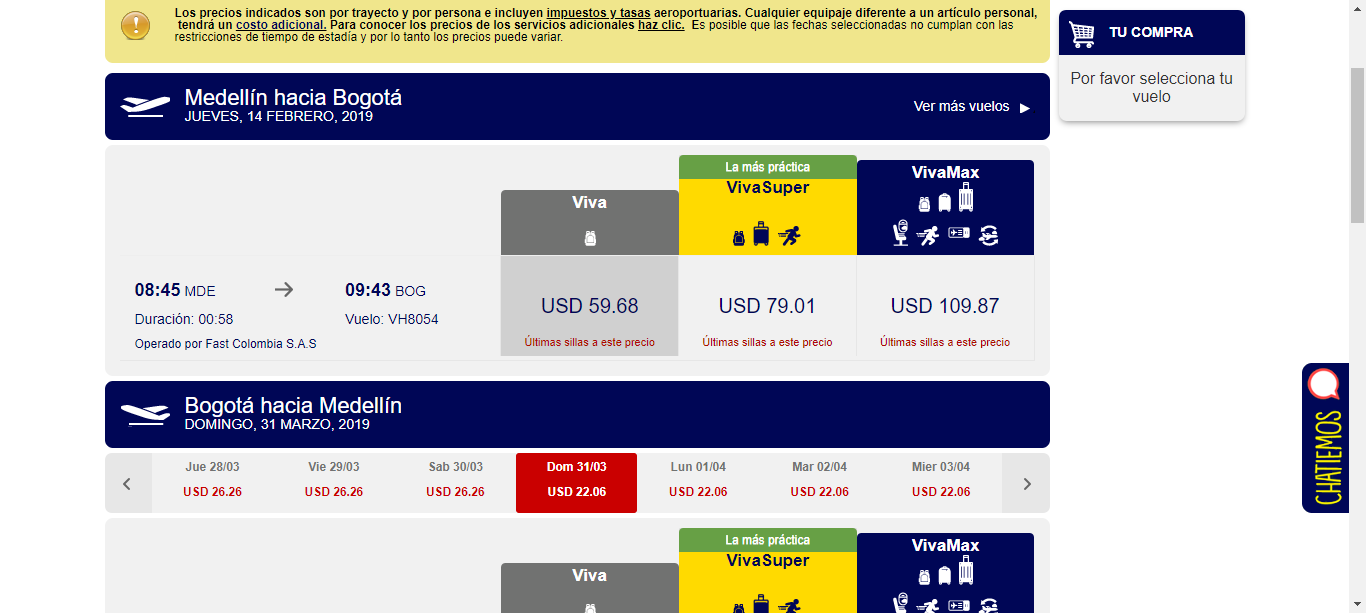 Los precios indicados son por trayecto y por persona e incluyen impuestos y tasas aeroportuarias. Cualquier equipaje diferente a un artículo personal,
tendrá un costo adicional. Para conocer los precios de los servicios adicionales haz clic. Es posible que las fechas seleccionadas no cumplan con las
restricciones de tiempo de estadía y por lo tanto los precios puede variar.
TU COMPRA
Por favor selecciona tu
vuelo
Medellín hacia Bogotá
JUEVES, 14 FEBRERO, 2019
Ver más vuelos
Viva
La más práctica
VivaSuper
VivaMax
08:45 MDE
09:43 BOG
Duración: 00:58
Vuelo: VH8054
Operado por Fast Colombia S.A.S
USD 59.68
USD 79.01
USD 109.87
Últimas sillas a este precio
Últimas sillas a este precio
Últimas sillas a este precio
Bogotá hacia Medellín
DOMINGO, 31 MARZO, 2019
Jue 28/03
Vie 29/03
Sab 30/03
Dom 31/03
Lun 01/04
Mar 02/04
Mier 03/04
USD 26.26
USD 26.26
USD 26.26
USD 22.06
USD 22.06
USD 22.06
USD 22.06
Viva
La más práctica
VivaSuper
VivaMax
CHATIEMOS